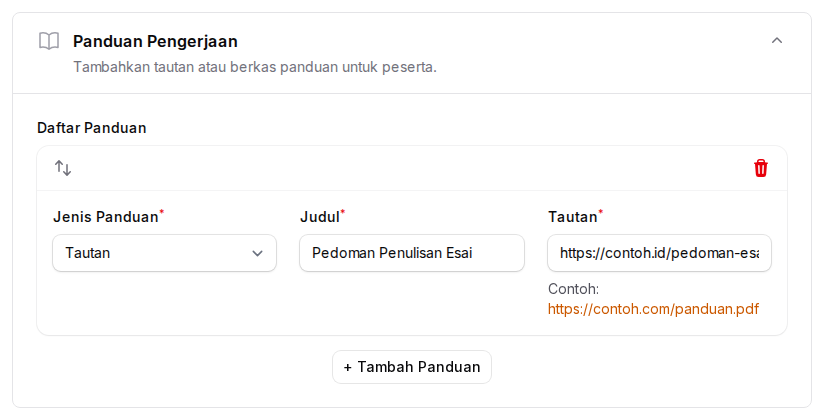 Panduan Pengerjaan
Tambahkan tautan atau berkas panduan untuk peserta.
Daftar Panduan
Jenis Panduan*
Judul*
Tautan*
Tautan
Pedoman Penulisan Esai
https://contoh.id/pedoman-esa
Contoh:
https://contoh.com/panduan.pdf
+ Tambah Panduan